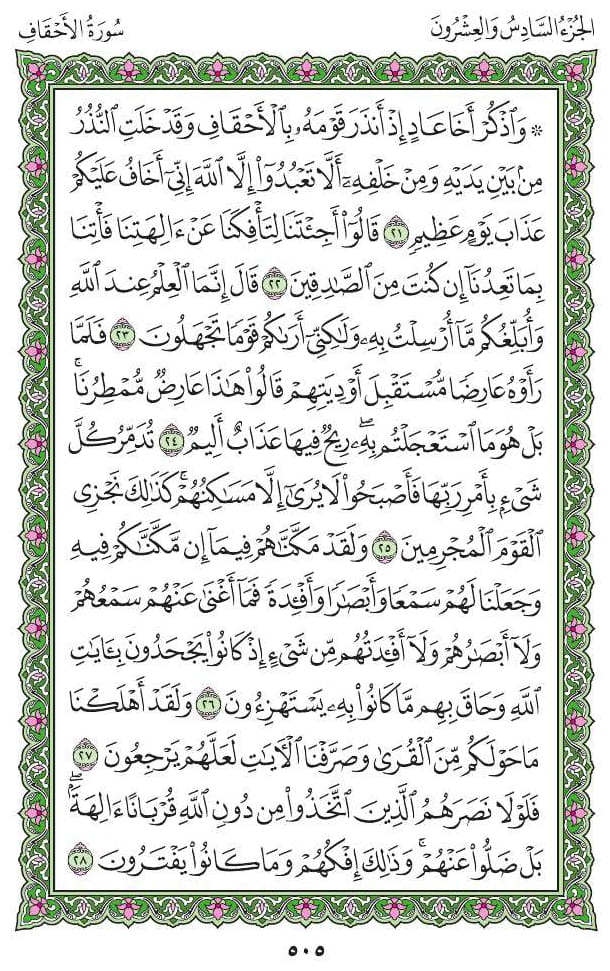 الجزء السادس والعشرون
سورة الأحقاف
۞ وَٱذْكُرْ أَخَا عَادٍ إِذْ أَنذَرَ قَوْمَهُۥ بِٱلْأَحْقَافِ وَقَدْ خَلَتِ ٱلنُّذُرُ
مِنۢ بَيْنِ يَدَيْهِ وَمِنْ خَلْفِهِۦٓ أَلَّا تَعْبُدُوٓا۟ إِلَّا ٱللَّهَ إِنِّىٓ أَخَافُ عَلَيْكُمْ
عَذَابَ يَوْمٍ عَظِيمٍ ٢١ قَالُوٓا۟ أَجِئْتَنَا لِتَأْفِكَنَا عَنْ ءَالِهَتِنَا فَأْتِنَا
بِمَا تَعِدُنَآ إِن كُنتَ مِنَ ٱلصَّٰدِقِينَ ٢٢ قَالَ إِنَّمَا ٱلْعِلْمُ عِندَ ٱللَّهِ
وَأُبَلِّغُكُم مَّآ أُرْسِلْتُ بِهِۦ وَلَٰكِنِّىٓ أَرَىٰكُمْ قَوْمًا تَجْهَلُونَ ٢٣ فَلَمَّا
رَأَوْهُ عَارِضًا مُّسْتَقْبِلَ أَوْدِيَتِهِمْ قَالُوا۟ هَٰذَا عَارِضٌ مُّمْطِرُنَا ۚ
بَلْ هُوَ مَا ٱسْتَعْجَلْتُم بِهِۦ ۖ رِيحٌ فِيهَا عَذَابٌ أَلِيمٌ ٢٤ تُدَمِّرُ كُلَّ
شَىْءٍۭ بِأَمْرِ رَبِّهَا فَأَصْبَحُوا۟ لَا يُرَىٰٓ إِلَّا مَسَٰكِنُهُمْ ۚ كَذَٰلِكَ نَجْزِى
ٱلْقَوْمَ ٱلْمُجْرِمِينَ ٢٥ وَلَقَدْ مَكَّنَّٰهُمْ فِيمَآ إِن مَّكَّنَّٰكُمْ فِيهِ
وَجَعَلْنَا لَهُمْ سَمْعًا وَأَبْصَٰرًا وَأَفْـِٔدَةً فَمَآ أَغْنَىٰ عَنْهُمْ سَمْعُهُمْ
وَلَآ أَبْصَٰرُهُمْ وَلَآ أَفْـِٔدَتُهُم مِّن شَىْءٍ إِذْ كَانُوا۟ يَجْحَدُونَ بِـَٔايَٰتِ
ٱللَّهِ وَحَاقَ بِهِم مَّا كَانُوا۟ بِهِۦ يَسْتَهْزِءُونَ ٢٦ وَلَقَدْ أَهْلَكْنَا
مَا حَوْلَكُم مِّنَ ٱلْقُرَىٰ وَصَرَّفْنَا ٱلْـَٔايَٰتِ لَعَلَّهُمْ يَرْجِعُونَ ٢٧
فَلَوْلَا نَصَرَهُمُ ٱلَّذِينَ ٱتَّخَذُوا۟ مِن دُونِ ٱللَّهِ قُرْبَانًا ءَالِهَةًۢ ۖ
بَلْ ضَلُّوا۟ عَنْهُمْ ۚ وَذَٰلِكَ إِفْكُهُمْ وَمَا كَانُوا۟ يَفْتَرُونَ ٢٨
٥٠٥